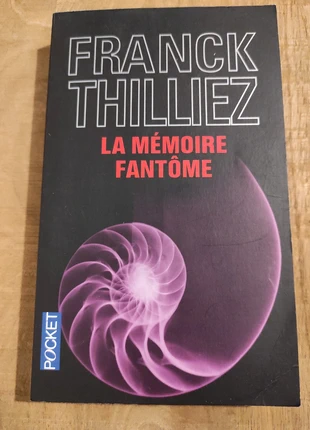 FRANCK
THILLIEZ
LA MÉMOIRE
FANTÔME
POCKET